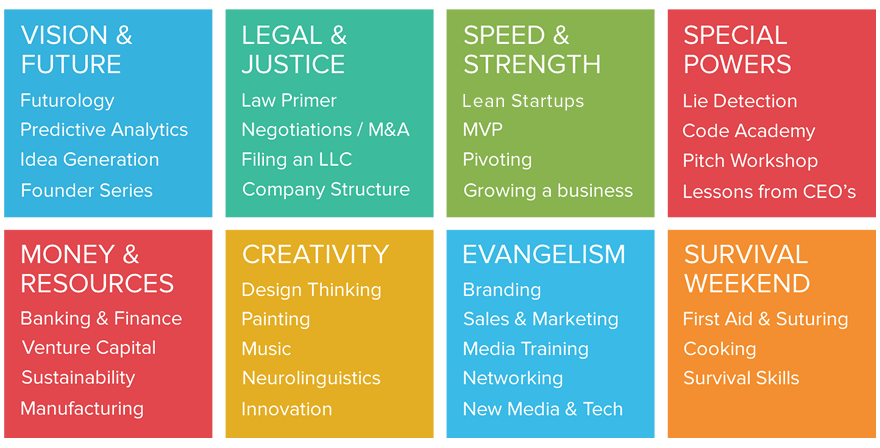 VISION &
FUTURE
Futurology
Predictive Analytics
Idea Generation
Founder Series
LEGAL &
JUSTICE
Law Primer
Negotiations / M&A
Filing an LLC
Company Structure
SPEED &
STRENGTH
Lean Startups
MVP
Pivoting
Growing a business
SPECIAL
POWERS
Lie Detection
Code Academy
Pitch Workshop
Lessons from CEO's
MONEY &
RESOURCES
Banking & Finance
Venture Capital
Sustainability
Manufacturing
CREATIVITY
Design Thinking
Painting
Music
Neurolinguistics
Innovation
EVANGELISM
Branding
Sales & Marketing
Media Training
Networking
New Media & Tech
SURVIVAL
WEEKEND
First Aid & Suturing
Cooking
Survival Skills